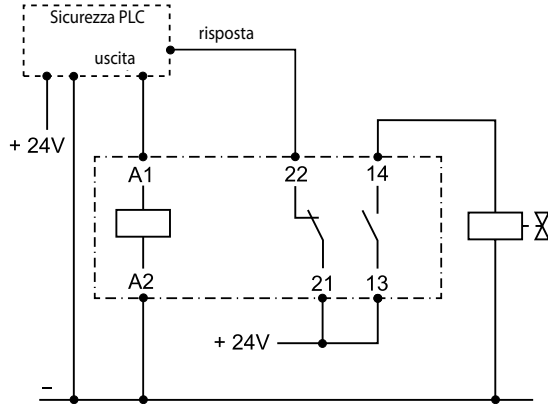 Sicurezza PLC
risposta
uscita
+ 24V
A1
22
14
A2
21
13
+ 24V
–